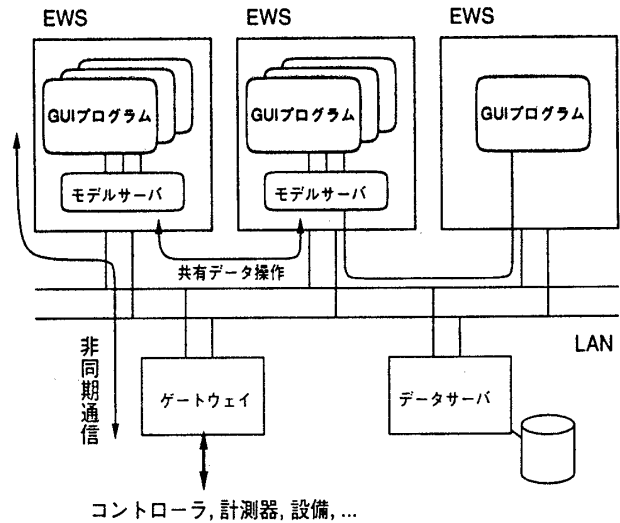 EWS
EWS
EWS
GUIプログラム
GUIプログラム
GUIプログラム
モデルサーバ
モデルサーバ
共有データ操作
LAN
非同期通信
ゲートウェイ
データサーバ
コントローラ, 計測器, 設備, ...